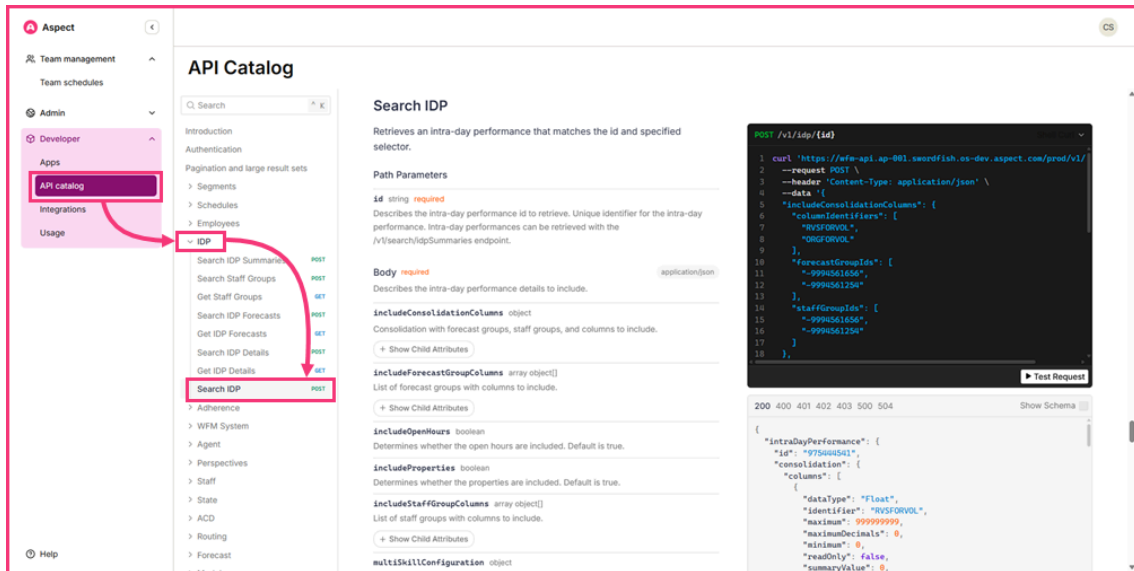 Aspect
CS
Team management
Team schedules
Admin
Developer
Apps
API catalog
Integrations
Usage
Help
API Catalog
Search
^ K
Introduction
Authentication
Pagination and large result sets
Segments
Schedules
Employees
IDP
Search IDP Summaries POST
Search Staff Groups POST
Get Staff Groups GET
Search IDP Forecasts POST
Get IDP Forecasts GET
Search IDP Details POST
Get IDP Details GET
Search IDP POST
Adherence
WFM System
Agent
Perspectives
Staff
State
ACD
Routing
Forecast
Search IDP
Retrieves an intra-day performance that matches the id and specified
selector.
Path Parameters
id string required
Describes the intra-day performance id to retrieve. Unique identifier for the intra-day
performance. Intra-day performances can be retrieved with the
/v1/search/idpSummaries endpoint.
Body required application/json
Describes the intra-day performance details to include.
includeConsolidationColumns object
Consolidation with forecast groups, staff groups, and columns to include.
+ Show Child Attributes
includeForecastGroupColumns array object[]
List of forecast groups with columns to include.
+ Show Child Attributes
includeOpenHours boolean
Determines whether the open hours are included. Default is true.
includeProperties boolean
Determines whether the properties are included. Default is true.
includeStaffGroupColumns array object[]
List of staff groups with columns to include.
+ Show Child Attributes
multiSkillConfiguration object
POST /v1/idp/{id}
1 curl 'https://wfm-api.ap-001.swordfish.os-dev.aspect.com/prod/v1/
2 --request POST \
3 --header 'Content-Type: application/json' \
4 --data '{
5 "includeConsolidationColumns": {
6 "columnIdentifiers": [
7 "RVSFORVOL",
8 "ORGFORVOL"
9 ],
10 "forecastGroupIds": [
11 "-9994561656",
12 "-9994561254"
13 ],
14 "staffGroupIds": [
15 "-9994561656",
16 "-9994561254"
17 ]
18 },
Test Request
200 400 401 402 403 500 504 Show Schema
{
"intraDayPerformance": {
"id": "975444541",
"consolidation": {
"columns": [
{
"dataType": "Float",
"identifier": "RVSFORVOL",
"maximum": 999999999,
"maximumDecimals": 0,
"minimum": 0,
"readOnly": false,
"summaryValue": 0,